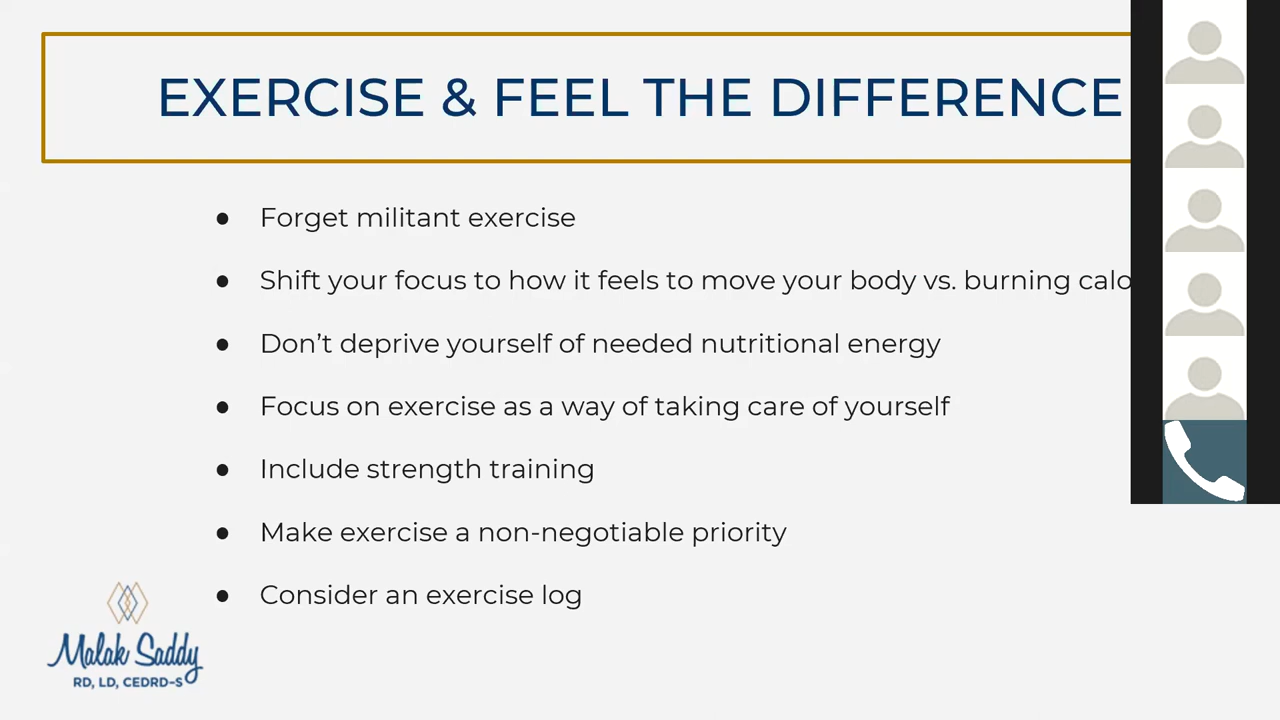 EXERCISE & FEEL THE DIFFERENCE
● Forget militant exercise
● Shift your focus to how it feels to move your body vs. burning calo
● Don’t deprive yourself of needed nutritional energy
● Focus on exercise as a way of taking care of yourself
● Include strength training
● Make exercise a non-negotiable priority
● Consider an exercise log
Malak Saddy
RD, LD, CEDRD-S